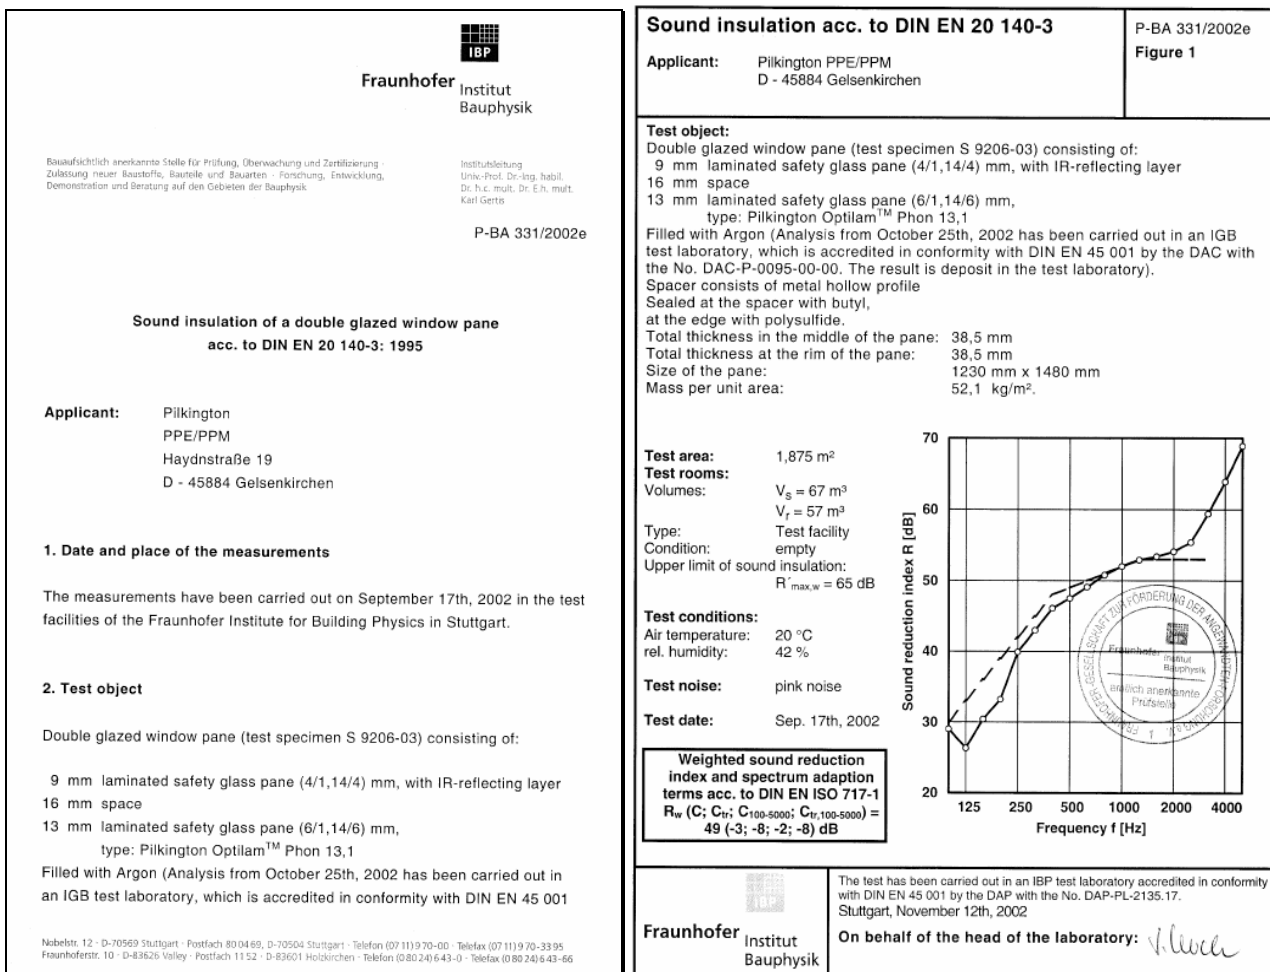 IBP
Fraunhofer Institut
Bauphysik
Bauaufsichtlich anerkannte Stelle für Prüfung, Überwachung und Zertifizierung ·
Zulassung neuer Baustoffe, Bauteile und Bauarten · Forschung, Entwicklung,
Demonstration und Beratung auf den Gebieten der Bauphysik
Institutsleitung
Univ.-Prof. Dr.-Ing. habil.
Dr. h.c. mult. Dr. E.h. mult.
Karl Gertis
P-BA 331/2002e
Sound insulation of a double glazed window pane
acc. to DIN EN 20 140-3: 1995
Applicant: Pilkington
PPE/PPM
Haydnstraße 19
D - 45884 Gelsenkirchen
1. Date and place of the measurements
The measurements have been carried out on September 17th, 2002 in the test
facilities of the Fraunhofer Institute for Building Physics in Stuttgart.
2. Test object
Double glazed window pane (test specimen S 9206-03) consisting of:
9 mm laminated safety glass pane (4/1,14/4) mm, with IR-reflecting layer
16 mm space
13 mm laminated safety glass pane (6/1,14/6) mm,
type: Pilkington Optilam™ Phon 13,1
Filled with Argon (Analysis from October 25th, 2002 has been carried out in
an IGB test laboratory, which is accredited in conformity with DIN EN 45 001
Nobelstr. 12 · D-70569 Stuttgart · Postfach 80 04 69, D-70504 Stuttgart · Telefon (07 11) 9 70-00 · Telefax (07 11) 9 70-33 95
Fraunhoferstr. 10 · D-83626 Valley · Postfach 11 52 · D-83601 Holzkirchen · Telefon (0 80 24) 6 43-0 · Telefax (0 80 24) 6 43-66
Sound insulation acc. to DIN EN 20 140-3
P-BA 331/2002e
Figure 1
Applicant: Pilkington PPE/PPM
D - 45884 Gelsenkirchen
Test object:
Double glazed window pane (test specimen S 9206-03) consisting of:
9 mm laminated safety glass pane (4/1,14/4) mm, with IR-reflecting layer
16 mm space
13 mm laminated safety glass pane (6/1,14/6) mm,
type: Pilkington Optilam™ Phon 13,1
Filled with Argon (Analysis from October 25th, 2002 has been carried out in an IGB
test laboratory, which is accredited in conformity with DIN EN 45 001 by the DAC with
the No. DAC-P-0095-00-00. The result is deposit in the test laboratory).
Spacer consists of metal hollow profile
Sealed at the spacer with butyl,
at the edge with polysulfide.
Total thickness in the middle of the pane: 38,5 mm
Total thickness at the rim of the pane: 38,5 mm
Size of the pane: 1230 mm x 1480 mm
Mass per unit area: 52,1 kg/m².
Test area: 1,875 m²
Test rooms:
Volumes: Vs = 67 m³
Vr = 57 m³
Type: Test facility
Condition: empty
Upper limit of sound insulation:
R´max,w = 65 dB
Test conditions:
Air temperature: 20 °C
rel. humidity: 42 %
Test noise: pink noise
Test date: Sep. 17th, 2002
Weighted sound reduction
index and spectrum adaption
terms acc. to DIN EN ISO 717-1
Rw (C; Ctr; C100-5000; Ctr,100-5000) =
49 (-3; -8; -2; -8) dB
Sound reduction index R [dB]
70
60
50
40
30
20
125 250 500 1000 2000 4000
Frequency f [Hz]
FRAUNHOFER-GESELLSCHAFT ZUR FÖRDERUNG DER ANGEWANDTEN FORSCHUNG e.V.
Fraunhofer Institut
Bauphysik
amtlich anerkannte
Prüfstelle
1
IBP
Fraunhofer Institut
Bauphysik
The test has been carried out in an IBP test laboratory accredited in conformity
with DIN EN 45 001 by the DAP with the No. DAP-PL-2135.17.
Stuttgart, November 12th, 2002
On behalf of the head of the laboratory: